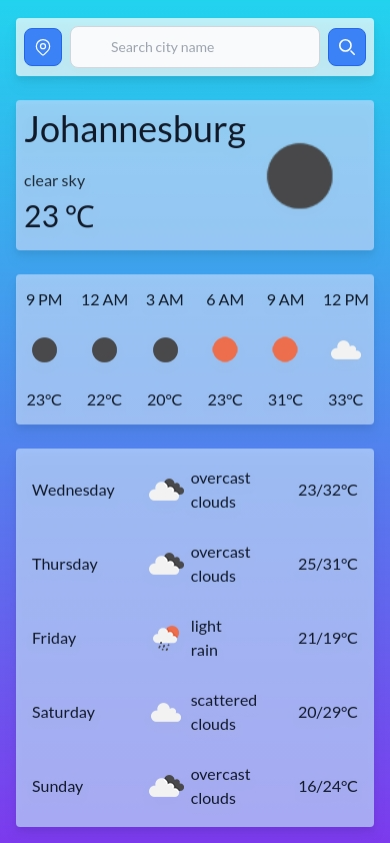 Search city name
Johannesburg
clear sky
23 °C
9 PM 12 AM 3 AM 6 AM 9 AM 12 PM
23°C 22°C 20°C 23°C 31°C 33°C
Wednesday overcast clouds 23/32°C
Thursday overcast clouds 25/31°C
Friday light rain 21/19°C
Saturday scattered clouds 20/29°C
Sunday overcast clouds 16/24°C